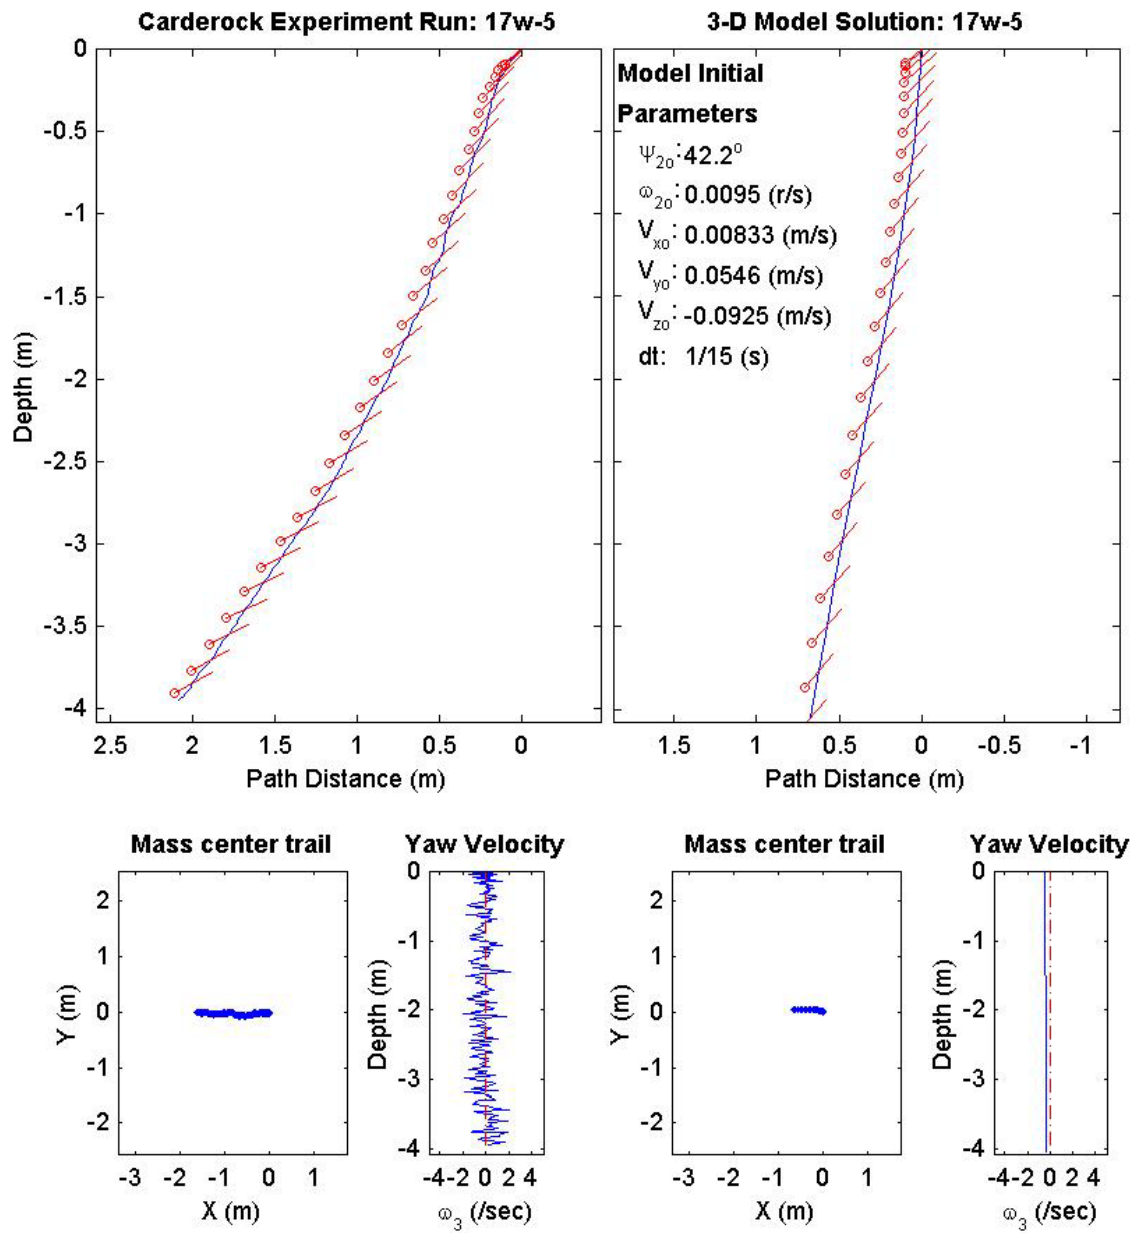 Carderock Experiment Run: 17w-5
0
-0.5
-1
-1.5
-2
-2.5
-3
-3.5
-4
Depth (m)
2.5 2 1.5 1 0.5 0
Path Distance (m)
3-D Model Solution: 17w-5
Model Initial
Parameters
Ψ2o: 42.2o
ω2o: 0.0095 (r/s)
Vxo: 0.00833 (m/s)
Vyo: 0.0546 (m/s)
Vzo: -0.0925 (m/s)
dt: 1/15 (s)
1.5 1 0.5 0 -0.5 -1
Path Distance (m)
Mass center trail
2
1
0
-1
-2
Y (m)
-3 -2 -1 0 1
X (m)
Yaw Velocity
0
-1
-2
-3
-4
Depth (m)
-4 -2 0 2 4
ω3 (/sec)
Mass center trail
2
1
0
-1
-2
Y (m)
-3 -2 -1 0 1
X (m)
Yaw Velocity
0
-1
-2
-3
-4
Depth (m)
-4 -2 0 2 4
ω3 (/sec)